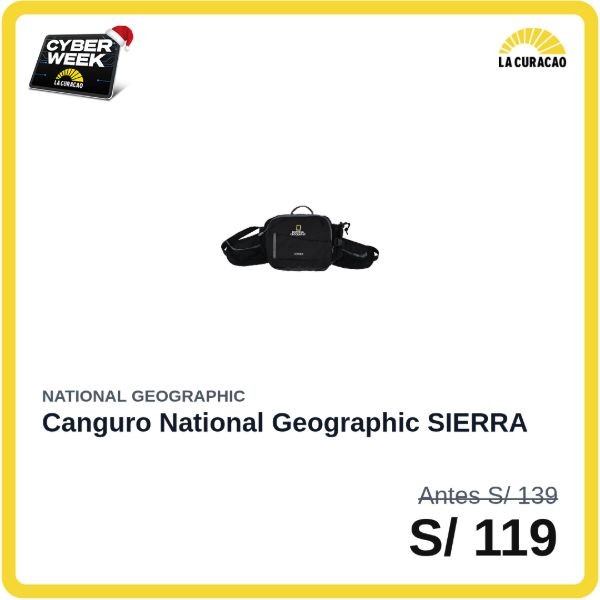 CYBER
WEEK
LA CURACAO
LA CURACAO
NATIONAL GEOGRAPHIC
Canguro National Geographic SIERRA
Antes S/ 139
S/ 119